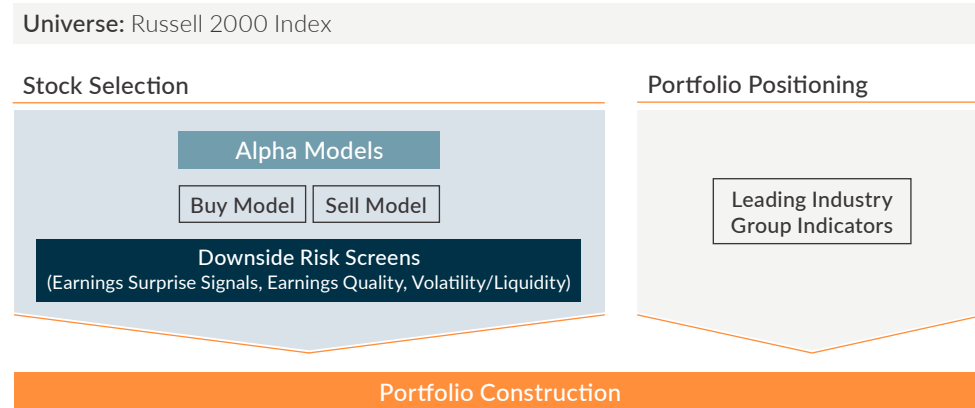 Universe: Russell 2000 Index
Stock Selection
Alpha Models
Buy Model
Sell Model
Downside Risk Screens
(Earnings Surprise Signals, Earnings Quality, Volatility/Liquidity)
Portfolio Positioning
Leading Industry
Group Indicators
Portfolio Construction